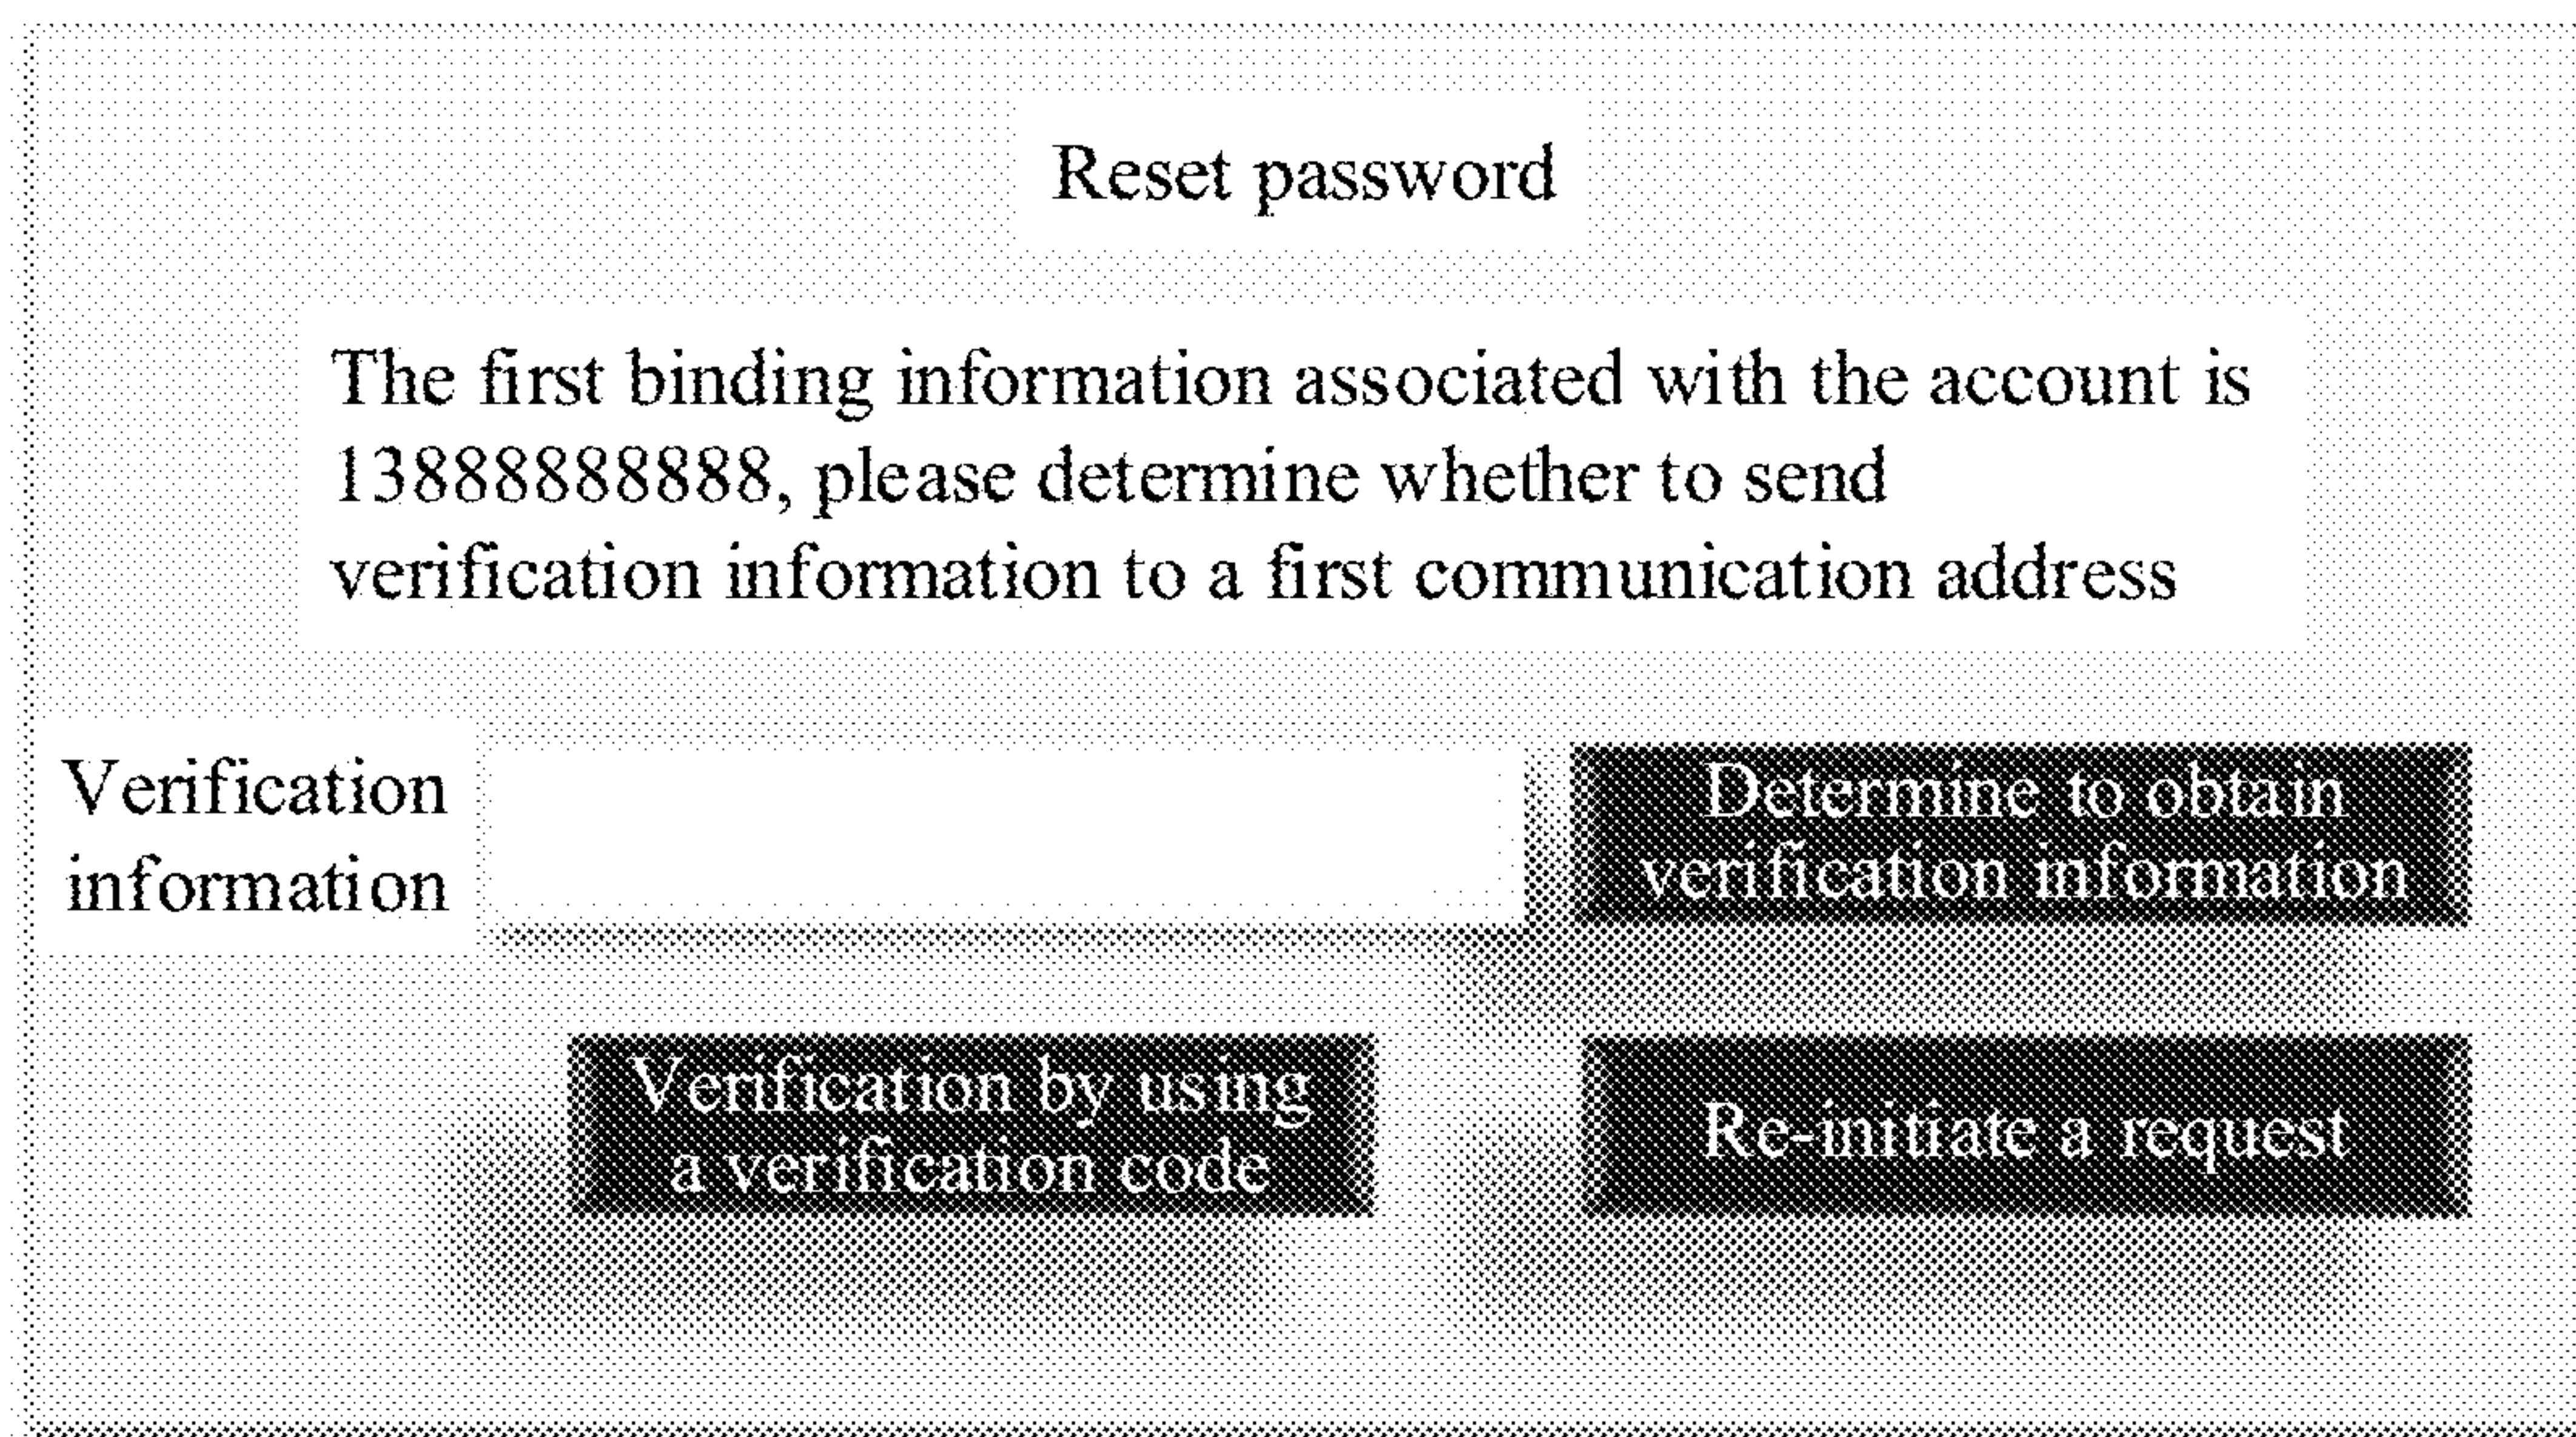 Reset password
The first binding information associated with the account is
13888888888, please determine whether to send
verification information to a first communication address
Verification
information
Determine to obtain
verification information
Verification by using
a verification code
Re-initiate a request